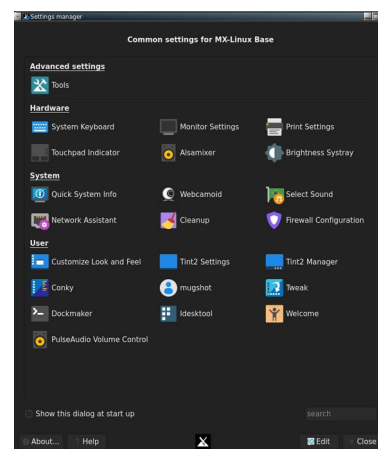 Settings manager
Common settings for MX-Linux Base
Advanced settings
Tools
Hardware
System Keyboard Monitor Settings Print Settings
Touchpad Indicator Alsamixer Brightness Systray
System
Quick System Info Webcamoid Select Sound
Network Assistant Cleanup Firewall Configuration
User
Customize Look and Feel Tint2 Settings Tint2 Manager
Conky mugshot Tweak
Dockmaker Idesktool Welcome
PulseAudio Volume Control
Show this dialog at start up search
About... Help Edit Close